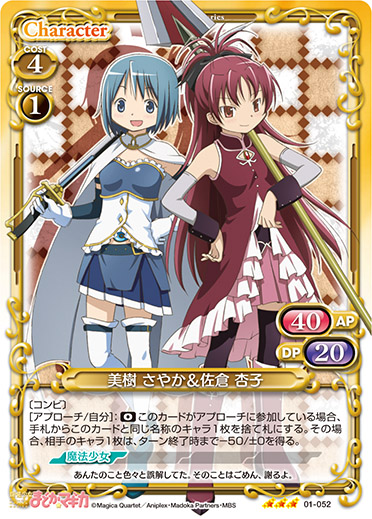 Character
ries
COST
4
SOURCE
1
40 AP
DP 20
美樹 さやか&佐倉 杏子
[コンビ]
[アプローチ/自分]:このカードがアプローチに参加している場合、
手札からこのカードと同じ名称のキャラ1枚を捨て札にする。その場
合、相手のキャラ1枚は、ターン終了時まで-50/±0を得る。
魔法少女
あんたのこと色々と誤解してた。そのことはごめん、謝るよ。
まどかマギカ
01-052
©Magica Quartet/Aniplex・Madoka Partners・MBS